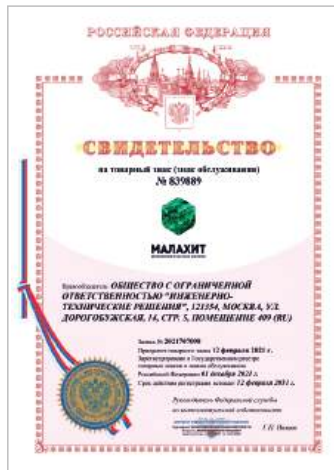 РОССИЙСКАЯ ФЕДЕРАЦИЯ
СВИДЕТЕЛЬСТВО
на товарный знак (знак обслуживания)
№ 839889
МАЛАХИТ
Правообладатель: ОБЩЕСТВО С ОГРАНИЧЕННОЙ
ОТВЕТСТВЕННОСТЬЮ "ИНЖЕНЕРНО-
ТЕХНИЧЕСКИЕ РЕШЕНИЯ", 121354, МОСКВА, УЛ.
ДОРОГОБУЖСКАЯ, 14, СТР. 5, ПОМЕЩЕНИЕ 409 (RU)
Заявка № 2021707000
Приоритет товарного знака 12 февраля 2021 г.
Зарегистрировано в Государственном реестре
товарных знаков и знаков обслуживания
Российской Федерации 01 декабря 2021 г.
Срок действия регистрации истекает 12 февраля 2031 г.
Руководитель Федеральной службы
по интеллектуальной собственности
Г.П. Ивлиев